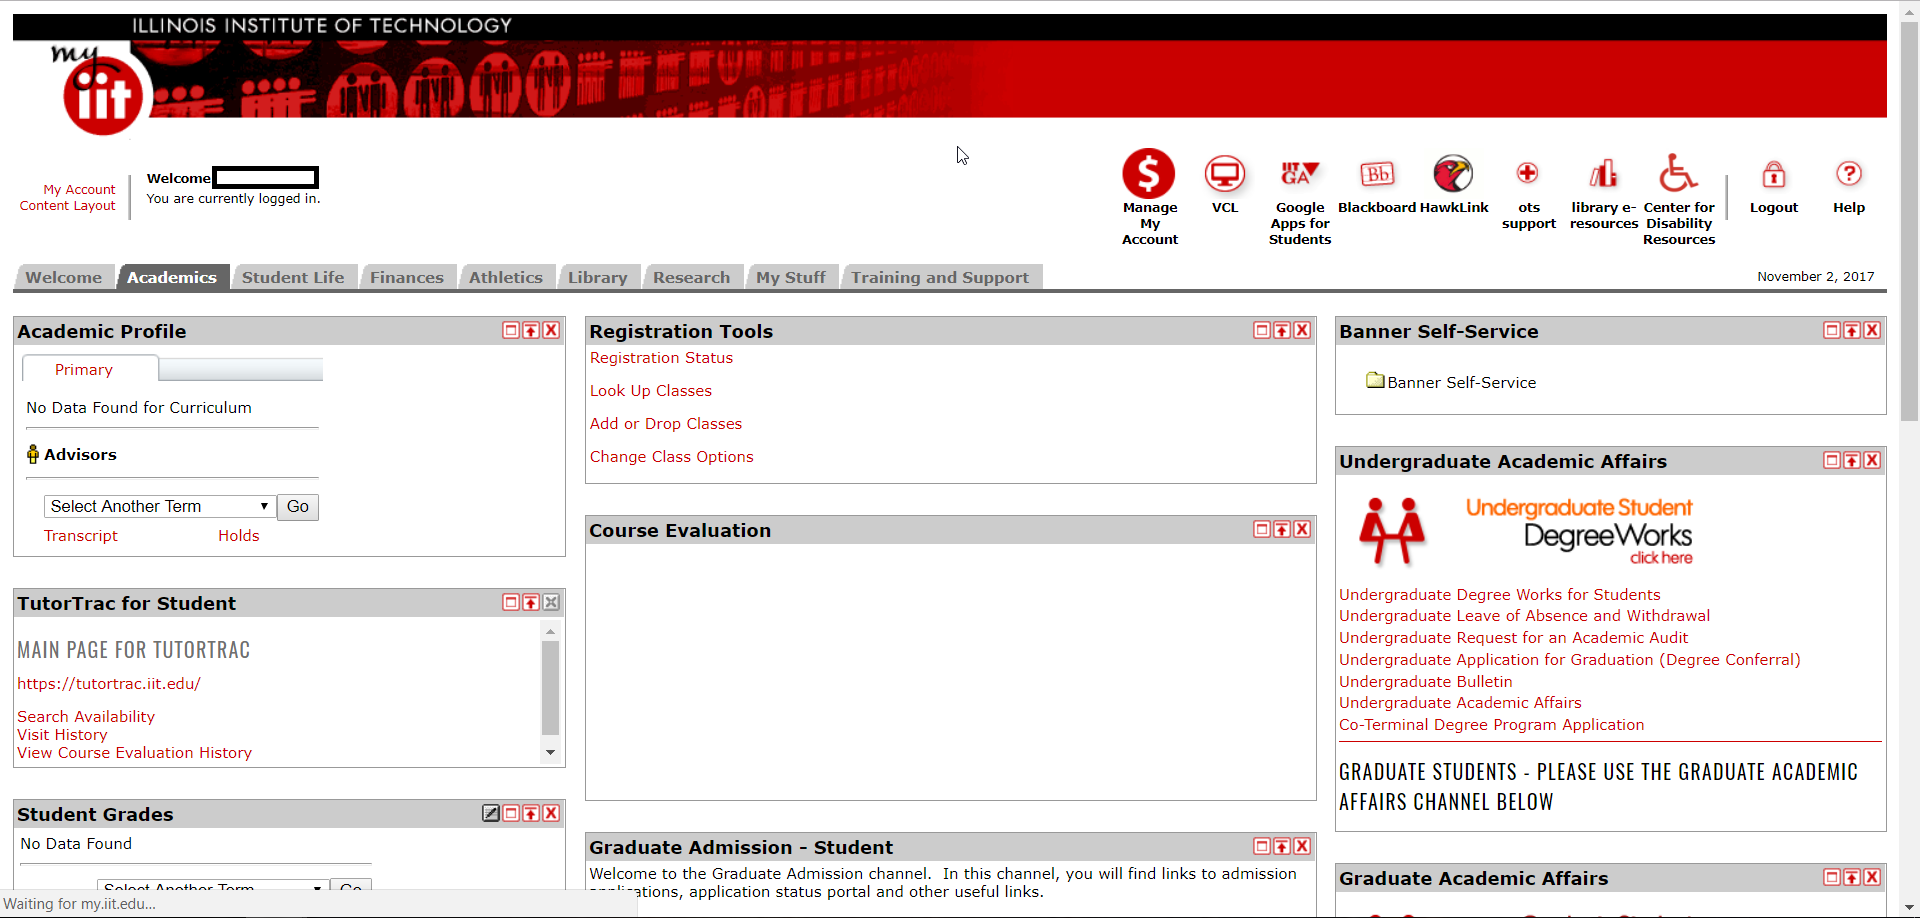 ILLINOIS INSTITUTE OF TECHNOLOGY
my
iit
Welcome
You are currently logged in.
My Account
Content Layout
Manage My Account
VCL
Google Apps for Students
Blackboard
HawkLink
ots support
library e-resources
Center for Disability Resources
Logout
Help
IIT GA
Bb
Welcome Academics Student Life Finances Athletics Library Research My Stuff Training and Support
November 2, 2017
Academic Profile
Primary
No Data Found for Curriculum
Advisors
Select Another Term Go
Transcript Holds
TutorTrac for Student
MAIN PAGE FOR TUTORTRAC
https://tutortrac.iit.edu/
Search Availability
Visit History
View Course Evaluation History
Student Grades
No Data Found
Select Another Term Go
Registration Tools
Registration Status
Look Up Classes
Add or Drop Classes
Change Class Options
Course Evaluation
Graduate Admission - Student
Welcome to the Graduate Admission channel. In this channel, you will find links to admission
applications, application status portal and other useful links.
Banner Self-Service
Banner Self-Service
Undergraduate Academic Affairs
Undergraduate Student
DegreeWorks
click here
Undergraduate Degree Works for Students
Undergraduate Leave of Absence and Withdrawal
Undergraduate Request for an Academic Audit
Undergraduate Application for Graduation (Degree Conferral)
Undergraduate Bulletin
Undergraduate Academic Affairs
Co-Terminal Degree Program Application
GRADUATE STUDENTS - PLEASE USE THE GRADUATE ACADEMIC
AFFAIRS CHANNEL BELOW
Graduate Academic Affairs
Waiting for my.iit.edu...